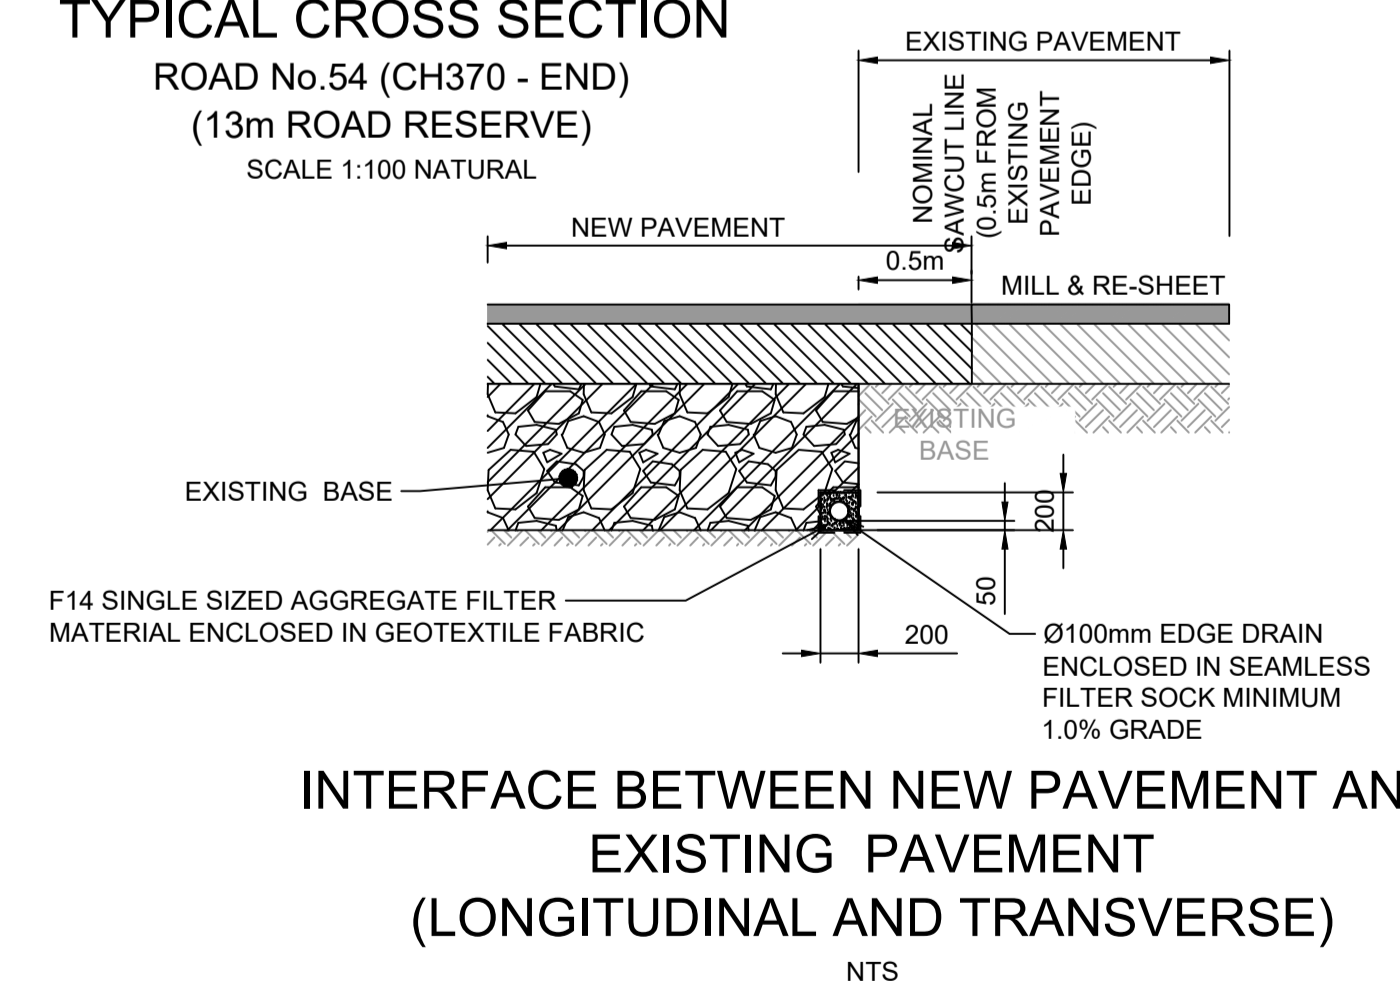 TYPICAL CROSS SECTION
ROAD No.54 (CH370 - END)
(13m ROAD RESERVE)
SCALE 1:100 NATURAL
EXISTING PAVEMENT
NOMINAL
SAWCUT LINE
(0.5m FROM
EXISTING
PAVEMENT
EDGE)
NEW PAVEMENT
0.5m
MILL & RE-SHEET
EXISTING
BASE
EXISTING BASE
200
50
F14 SINGLE SIZED AGGREGATE FILTER
MATERIAL ENCLOSED IN GEOTEXTILE FABRIC
200
Ø100mm EDGE DRAIN
ENCLOSED IN SEAMLESS
FILTER SOCK MINIMUM
1.0% GRADE
INTERFACE BETWEEN NEW PAVEMENT AN
EXISTING PAVEMENT
(LONGITUDINAL AND TRANSVERSE)
NTS